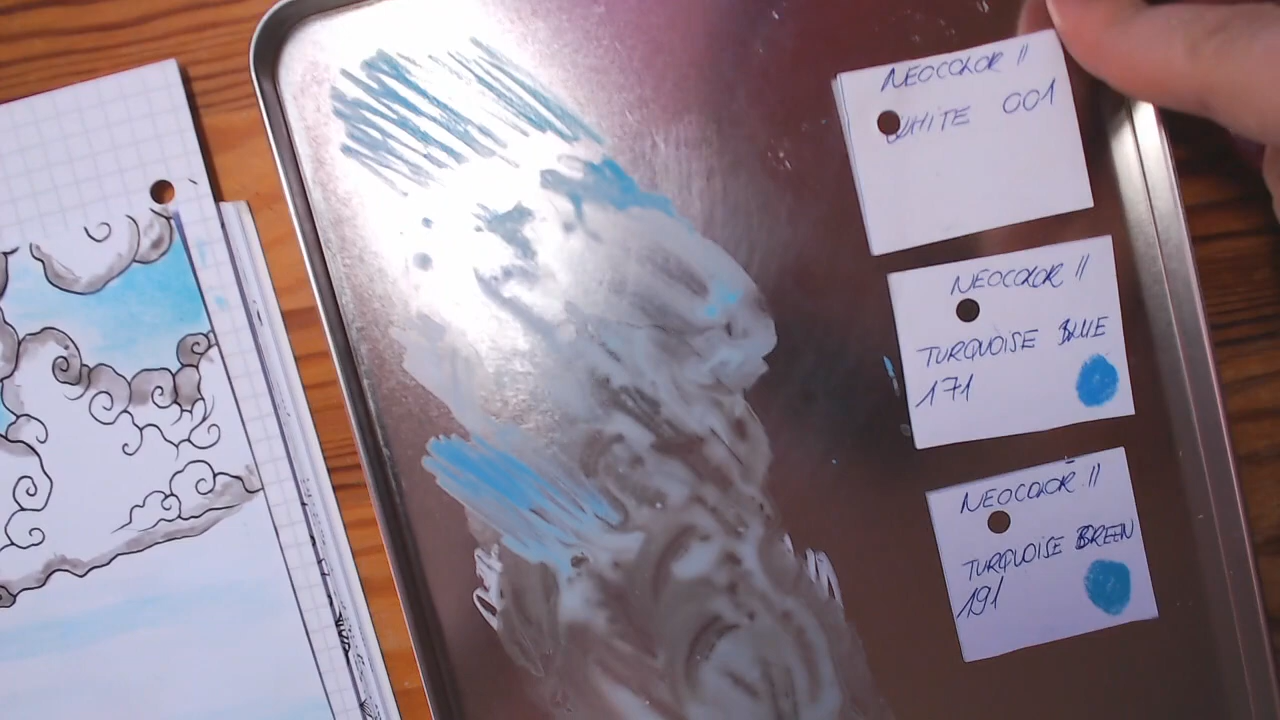 NEOCOLOR II
WHITE 001
NEOCOLOR II
TURQUOISE BLUE
171
NEOCOLOR II
TURQUOISE GREEN
191